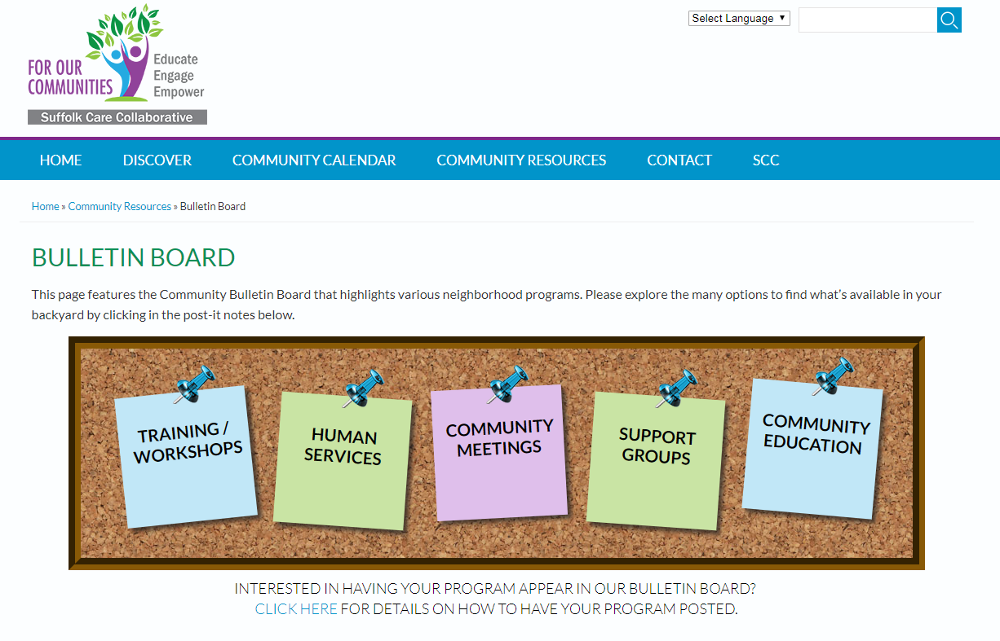 FOR OUR
COMMUNITIES
Educate
Engage
Empower
Suffolk Care Collaborative
Select Language
HOME DISCOVER COMMUNITY CALENDAR COMMUNITY RESOURCES CONTACT SCC
Home » Community Resources » Bulletin Board
BULLETIN BOARD
This page features the Community Bulletin Board that highlights various neighborhood programs. Please explore the many options to find what’s available in your
backyard by clicking in the post-it notes below.
TRAINING /
WORKSHOPS
HUMAN
SERVICES
COMMUNITY
MEETINGS
SUPPORT
GROUPS
COMMUNITY
EDUCATION
INTERESTED IN HAVING YOUR PROGRAM APPEAR IN OUR BULLETIN BOARD?
CLICK HERE FOR DETAILS ON HOW TO HAVE YOUR PROGRAM POSTED.